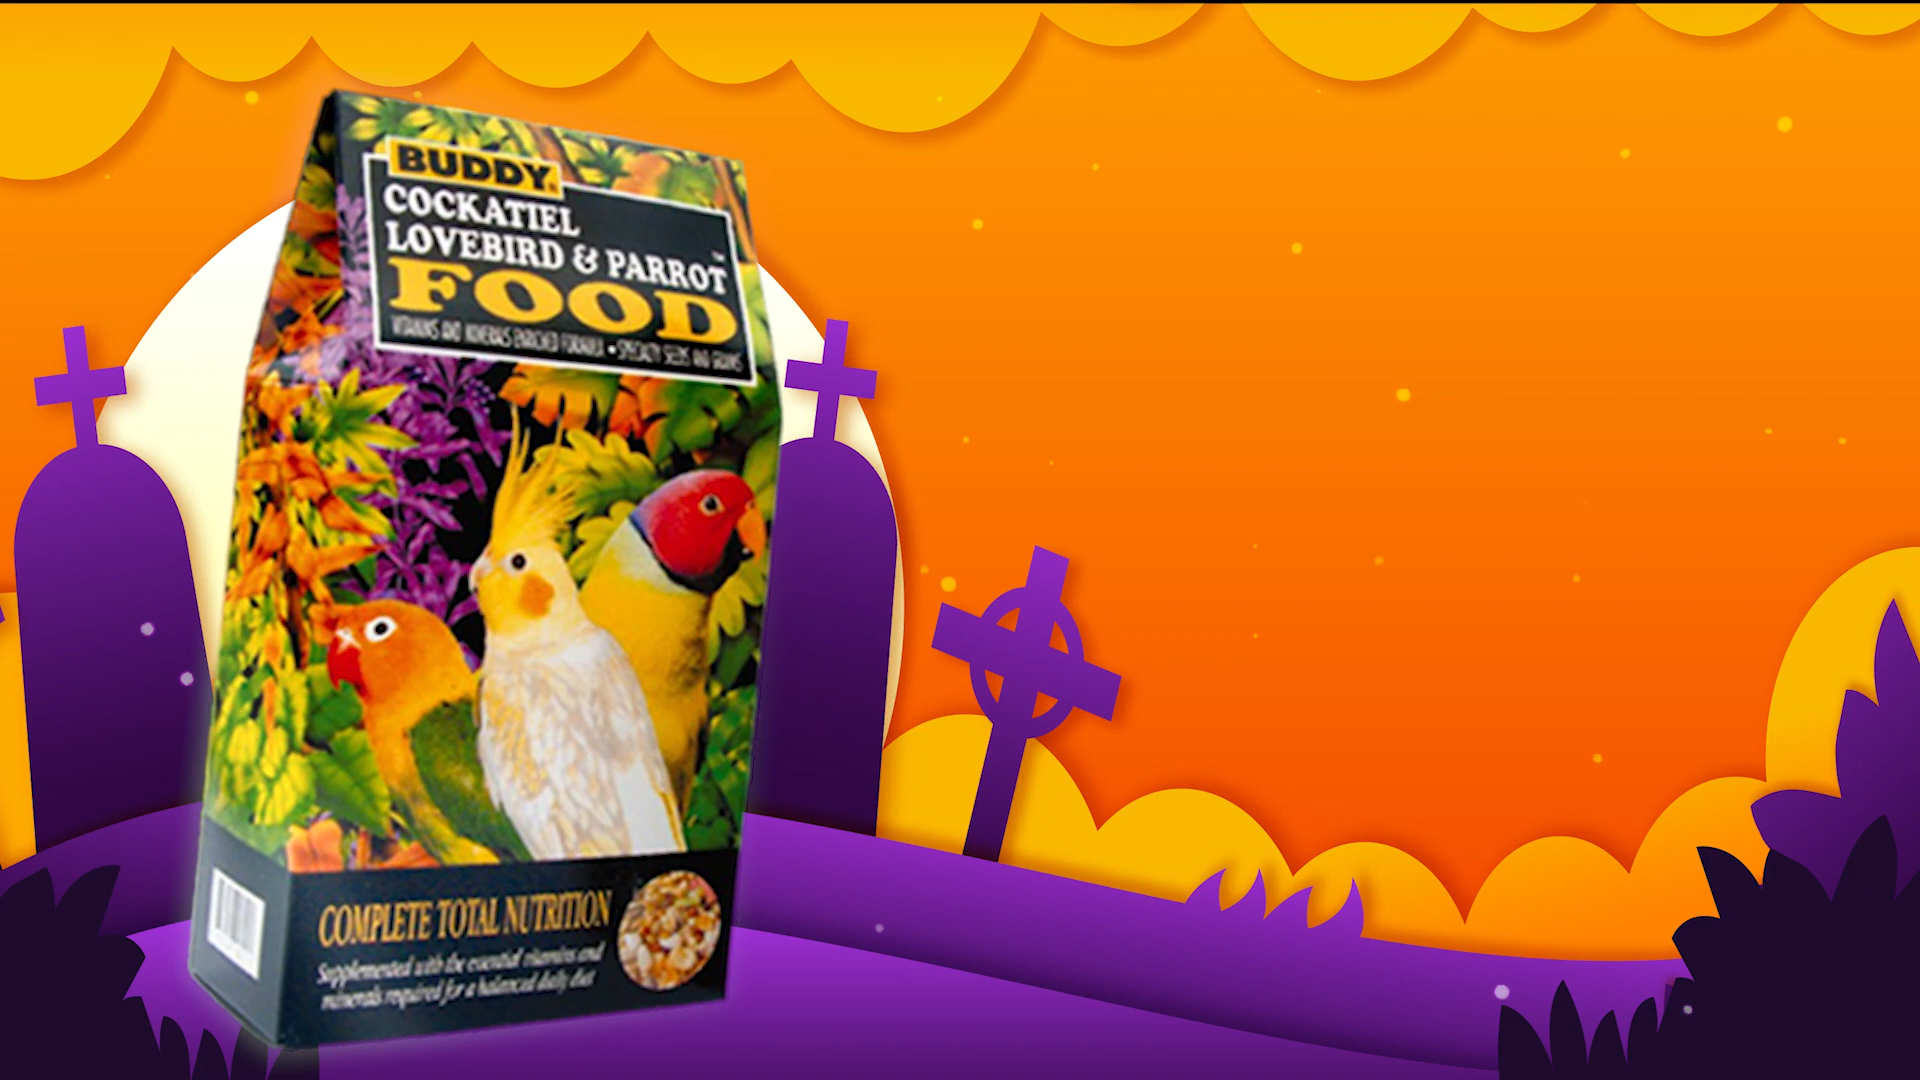 BUDDY
COCKATIEL
LOVEBIRD & PARROT™
FOOD
VITAMINS AND MINERALS ENRICHED FORMULA • SPECIALTY SEEDS AND GRAINS
COMPLETE TOTAL NUTRITION
Supplemented with the essential vitamins and
minerals required for a balanced daily diet